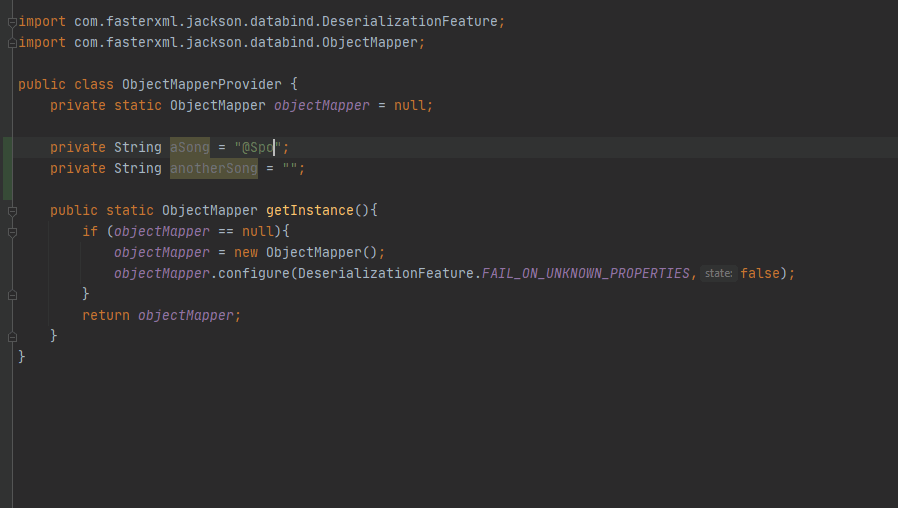 import com.fasterxml.jackson.databind.DeserializationFeature;
import com.fasterxml.jackson.databind.ObjectMapper;
public class ObjectMapperProvider {
private static ObjectMapper objectMapper = null;
private String aSong = "@Spo";
private String anotherSong = "";
public static ObjectMapper getInstance(){
if (objectMapper == null){
objectMapper = new ObjectMapper();
objectMapper.configure(DeserializationFeature.FAIL_ON_UNKNOWN_PROPERTIES, state: false);
}
return objectMapper;
}
}